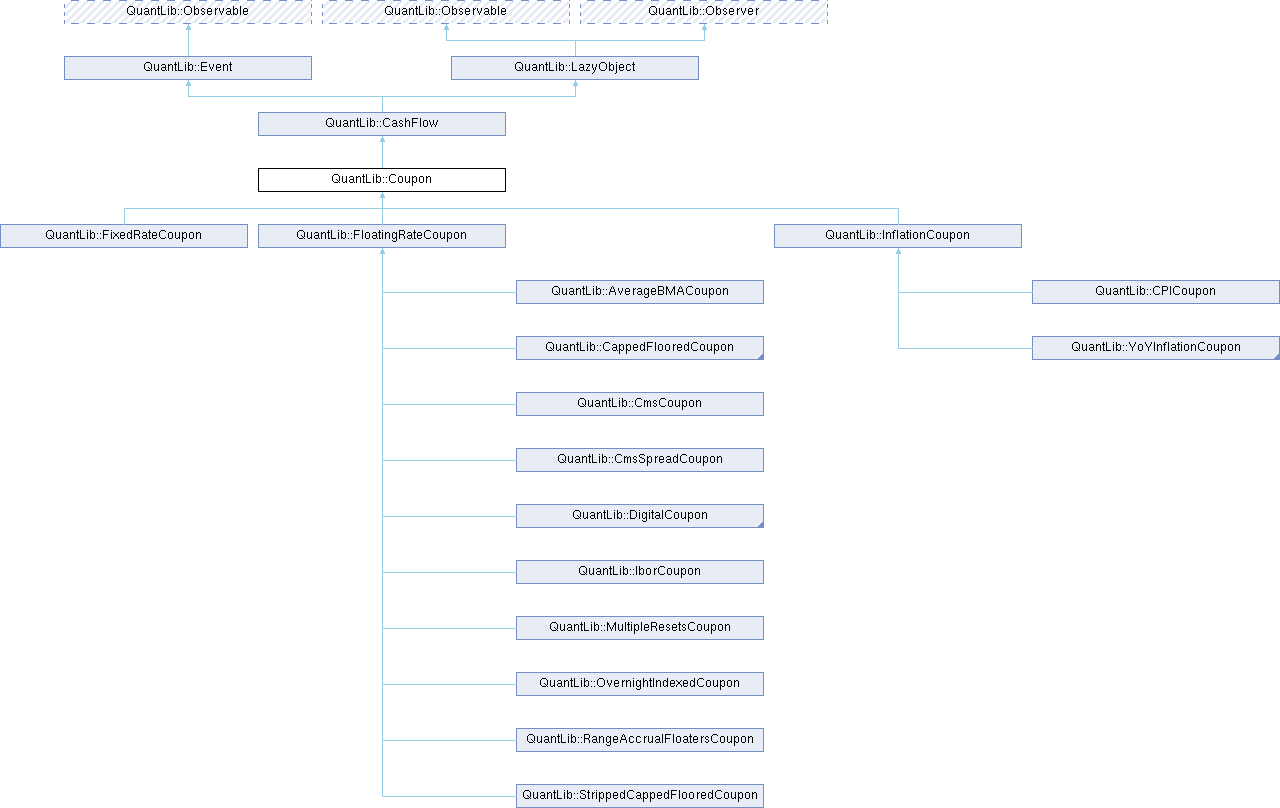 QuantLib::Observable
QuantLib::Observable
QuantLib::Observer
QuantLib::Event
QuantLib::LazyObject
QuantLib::CashFlow
QuantLib::Coupon
QuantLib::FixedRateCoupon
QuantLib::FloatingRateCoupon
QuantLib::InflationCoupon
QuantLib::AverageBMACoupon
QuantLib::CPICoupon
QuantLib::CappedFlooredCoupon
QuantLib::YoYInflationCoupon
QuantLib::CmsCoupon
QuantLib::CmsSpreadCoupon
QuantLib::DigitalCoupon
QuantLib::IborCoupon
QuantLib::MultipleResetsCoupon
QuantLib::OvernightIndexedCoupon
QuantLib::RangeAccrualFloatersCoupon
QuantLib::StrippedCappedFlooredCoupon